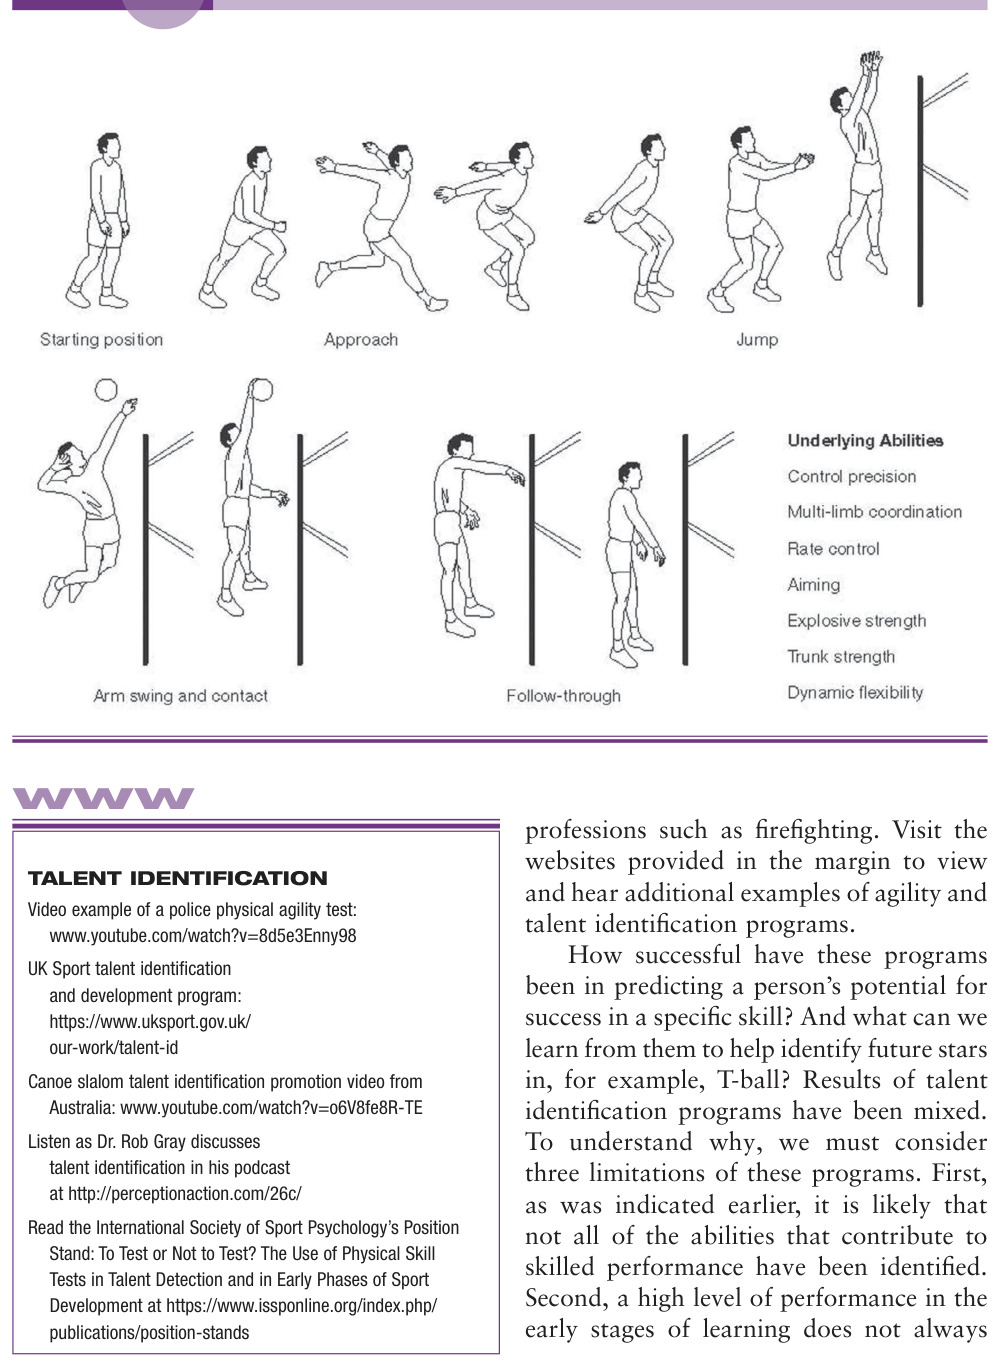 Starting position
Approach
Jump
Arm swing and contact
Follow-through
Underlying Abilities
Control precision
Multi-limb coordination
Rate control
Aiming
Explosive strength
Trunk strength
Dynamic flexibility
www
TALENT IDENTIFICATION
Video example of a police physical agility test:
www.youtube.com/watch?v=8d5e3Enny98
UK Sport talent identification
and development program:
https://www.uksport.gov.uk/
our-work/talent-id
Canoe slalom talent identification promotion video from
Australia: www.youtube.com/watch?v=o6V8fe8R-TE
Listen as Dr. Rob Gray discusses
talent identification in his podcast
at http://perceptionaction.com/26c/
Read the International Society of Sport Psychology’s Position
Stand: To Test or Not to Test? The Use of Physical Skill
Tests in Talent Detection and in Early Phases of Sport
Development at https://www.issponline.org/index.php/
publications/position-stands
professions such as firefighting. Visit the
websites provided in the margin to view
and hear additional examples of agility and
talent identification programs.
How successful have these programs
been in predicting a person’s potential for
success in a specific skill? And what can we
learn from them to help identify future stars
in, for example, T-ball? Results of talent
identification programs have been mixed.
To understand why, we must consider
three limitations of these programs. First,
as was indicated earlier, it is likely that
not all of the abilities that contribute to
skilled performance have been identified.
Second, a high level of performance in the
early stages of learning does not always